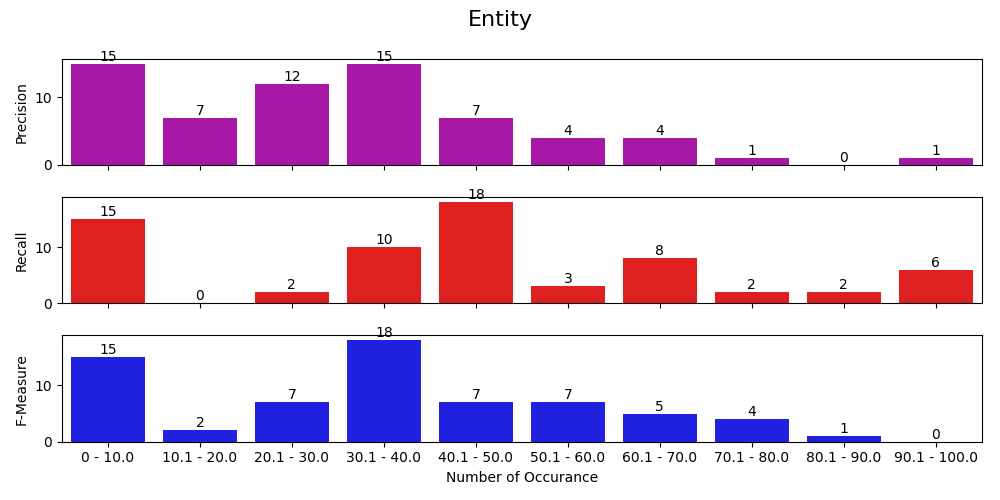 Entity
Precision
10
0
15 7 12 15 7 4 4 1 0 1
Recall
10
0
15 0 2 10 18 3 8 2 2 6
F-Measure
10
0
15 2 7 18 7 7 5 4 1 0
0 - 10.0 10.1 - 20.0 20.1 - 30.0 30.1 - 40.0 40.1 - 50.0 50.1 - 60.0 60.1 - 70.0 70.1 - 80.0 80.1 - 90.0 90.1 - 100.0
Number of Occurance